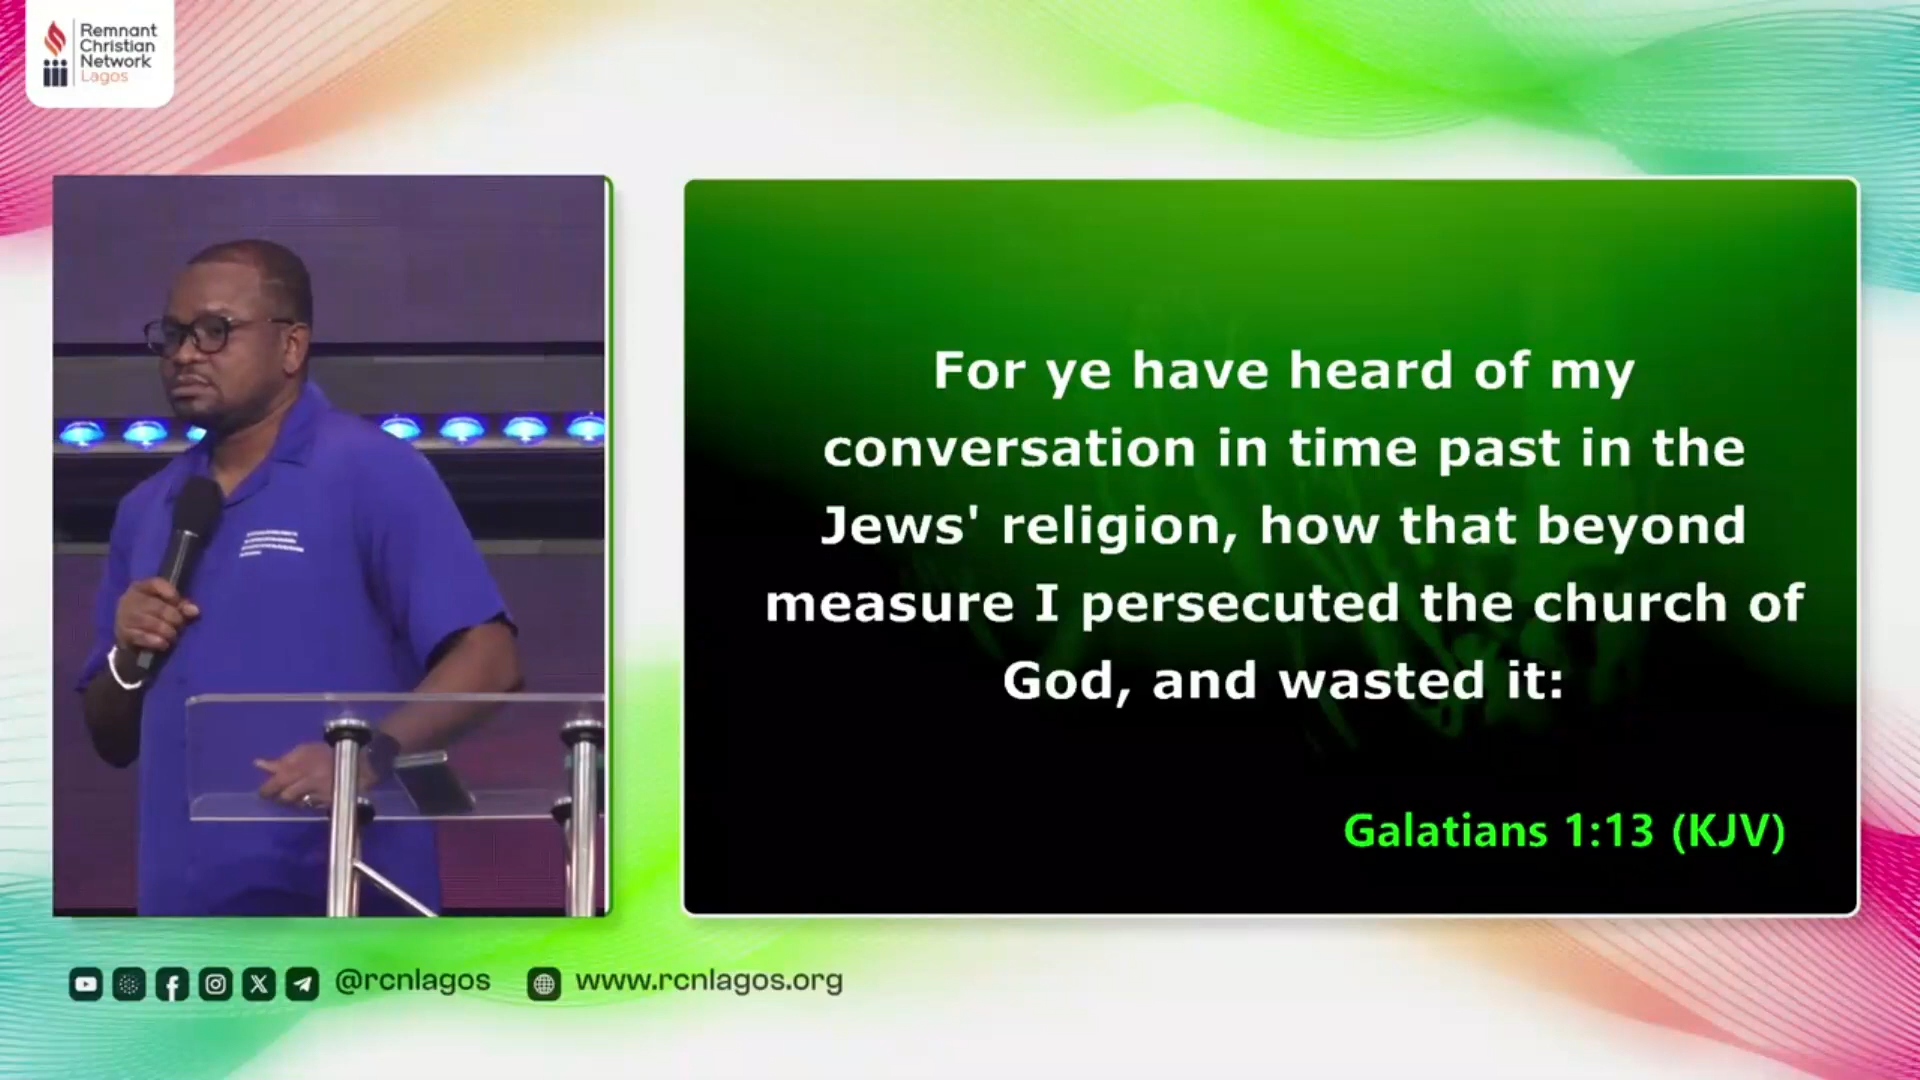 Remnant
Christian
Network
Lagos
For ye have heard of my
conversation in time past in the
Jews' religion, how that beyond
measure I persecuted the church of
God, and wasted it:
Galatians 1:13 (KJV)
@rcnlagos
www.rcnlagos.org